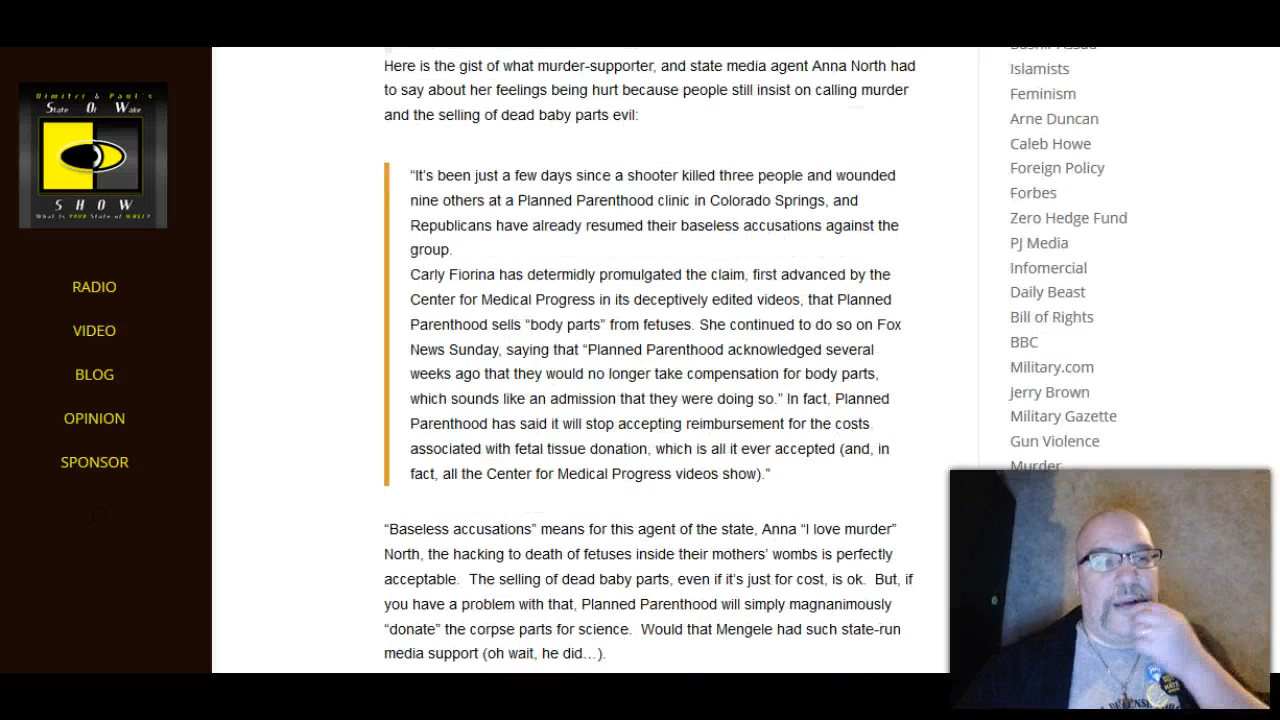 Dimitri & Paul's
State Of Wake
SHOW
What Is YOUR State of WAKE?
RADIO
VIDEO
BLOG
OPINION
SPONSOR
Here is the gist of what murder-supporter, and state media agent Anna North had
to say about her feelings being hurt because people still insist on calling murder
and the selling of dead baby parts evil:
“It’s been just a few days since a shooter killed three people and wounded
nine others at a Planned Parenthood clinic in Colorado Springs, and
Republicans have already resumed their baseless accusations against the
group.
Carly Fiorina has determidly promulgated the claim, first advanced by the
Center for Medical Progress in its deceptively edited videos, that Planned
Parenthood sells “body parts” from fetuses. She continued to do so on Fox
News Sunday, saying that “Planned Parenthood acknowledged several
weeks ago that they would no longer take compensation for body parts,
which sounds like an admission that they were doing so.” In fact, Planned
Parenthood has said it will stop accepting reimbursement for the costs
associated with fetal tissue donation, which is all it ever accepted (and, in
fact, all the Center for Medical Progress videos show).”
“Baseless accusations” means for this agent of the state, Anna “I love murder”
North, the hacking to death of fetuses inside their mothers’ wombs is perfectly
acceptable. The selling of dead baby parts, even if it’s just for cost, is ok. But, if
you have a problem with that, Planned Parenthood will simply magnanimously
“donate” the corpse parts for science. Would that Mengele had such state-run
media support (oh wait, he did…).
Bashir Assad
Islamists
Feminism
Arne Duncan
Caleb Howe
Foreign Policy
Forbes
Zero Hedge Fund
PJ Media
Infomercial
Daily Beast
Bill of Rights
BBC
Military.com
Jerry Brown
Military Gazette
Gun Violence
Murder